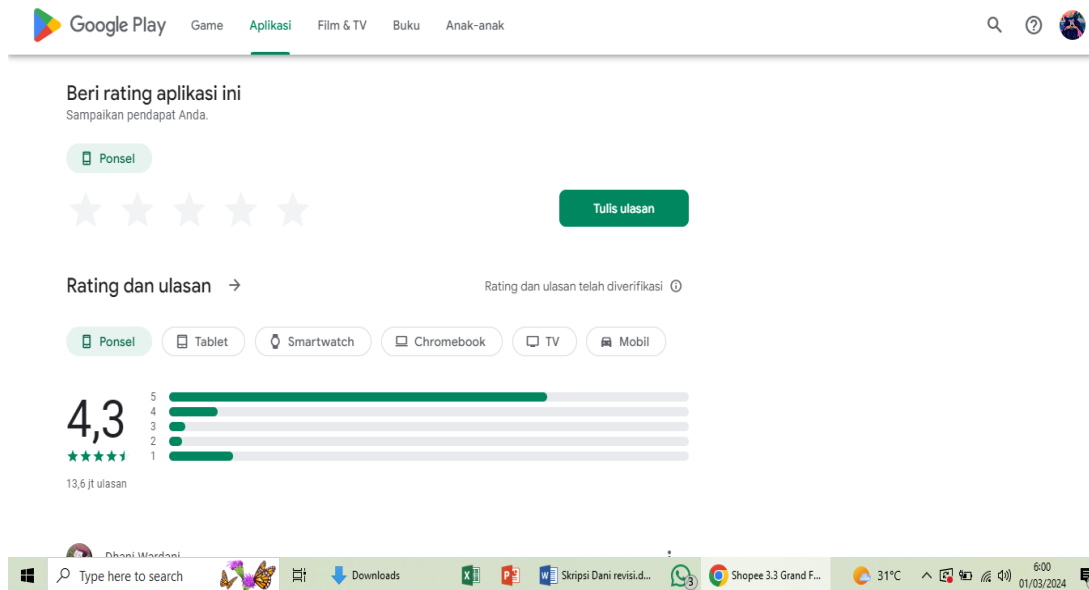 Google Play Game Aplikasi Film & TV Buku Anak-anak
Beri rating aplikasi ini
Sampaikan pendapat Anda.
Ponsel
Tulis ulasan
Rating dan ulasan → Rating dan ulasan telah diverifikasi
Ponsel Tablet Smartwatch Chromebook TV Mobil
4,3
5
4
3
2
1
13,6 jt ulasan
Dhani Wardani
Type here to search Downloads Skripsi Dani revisi.d... 3 Shopee 3.3 Grand F... 31°C 6:00
01/03/2024